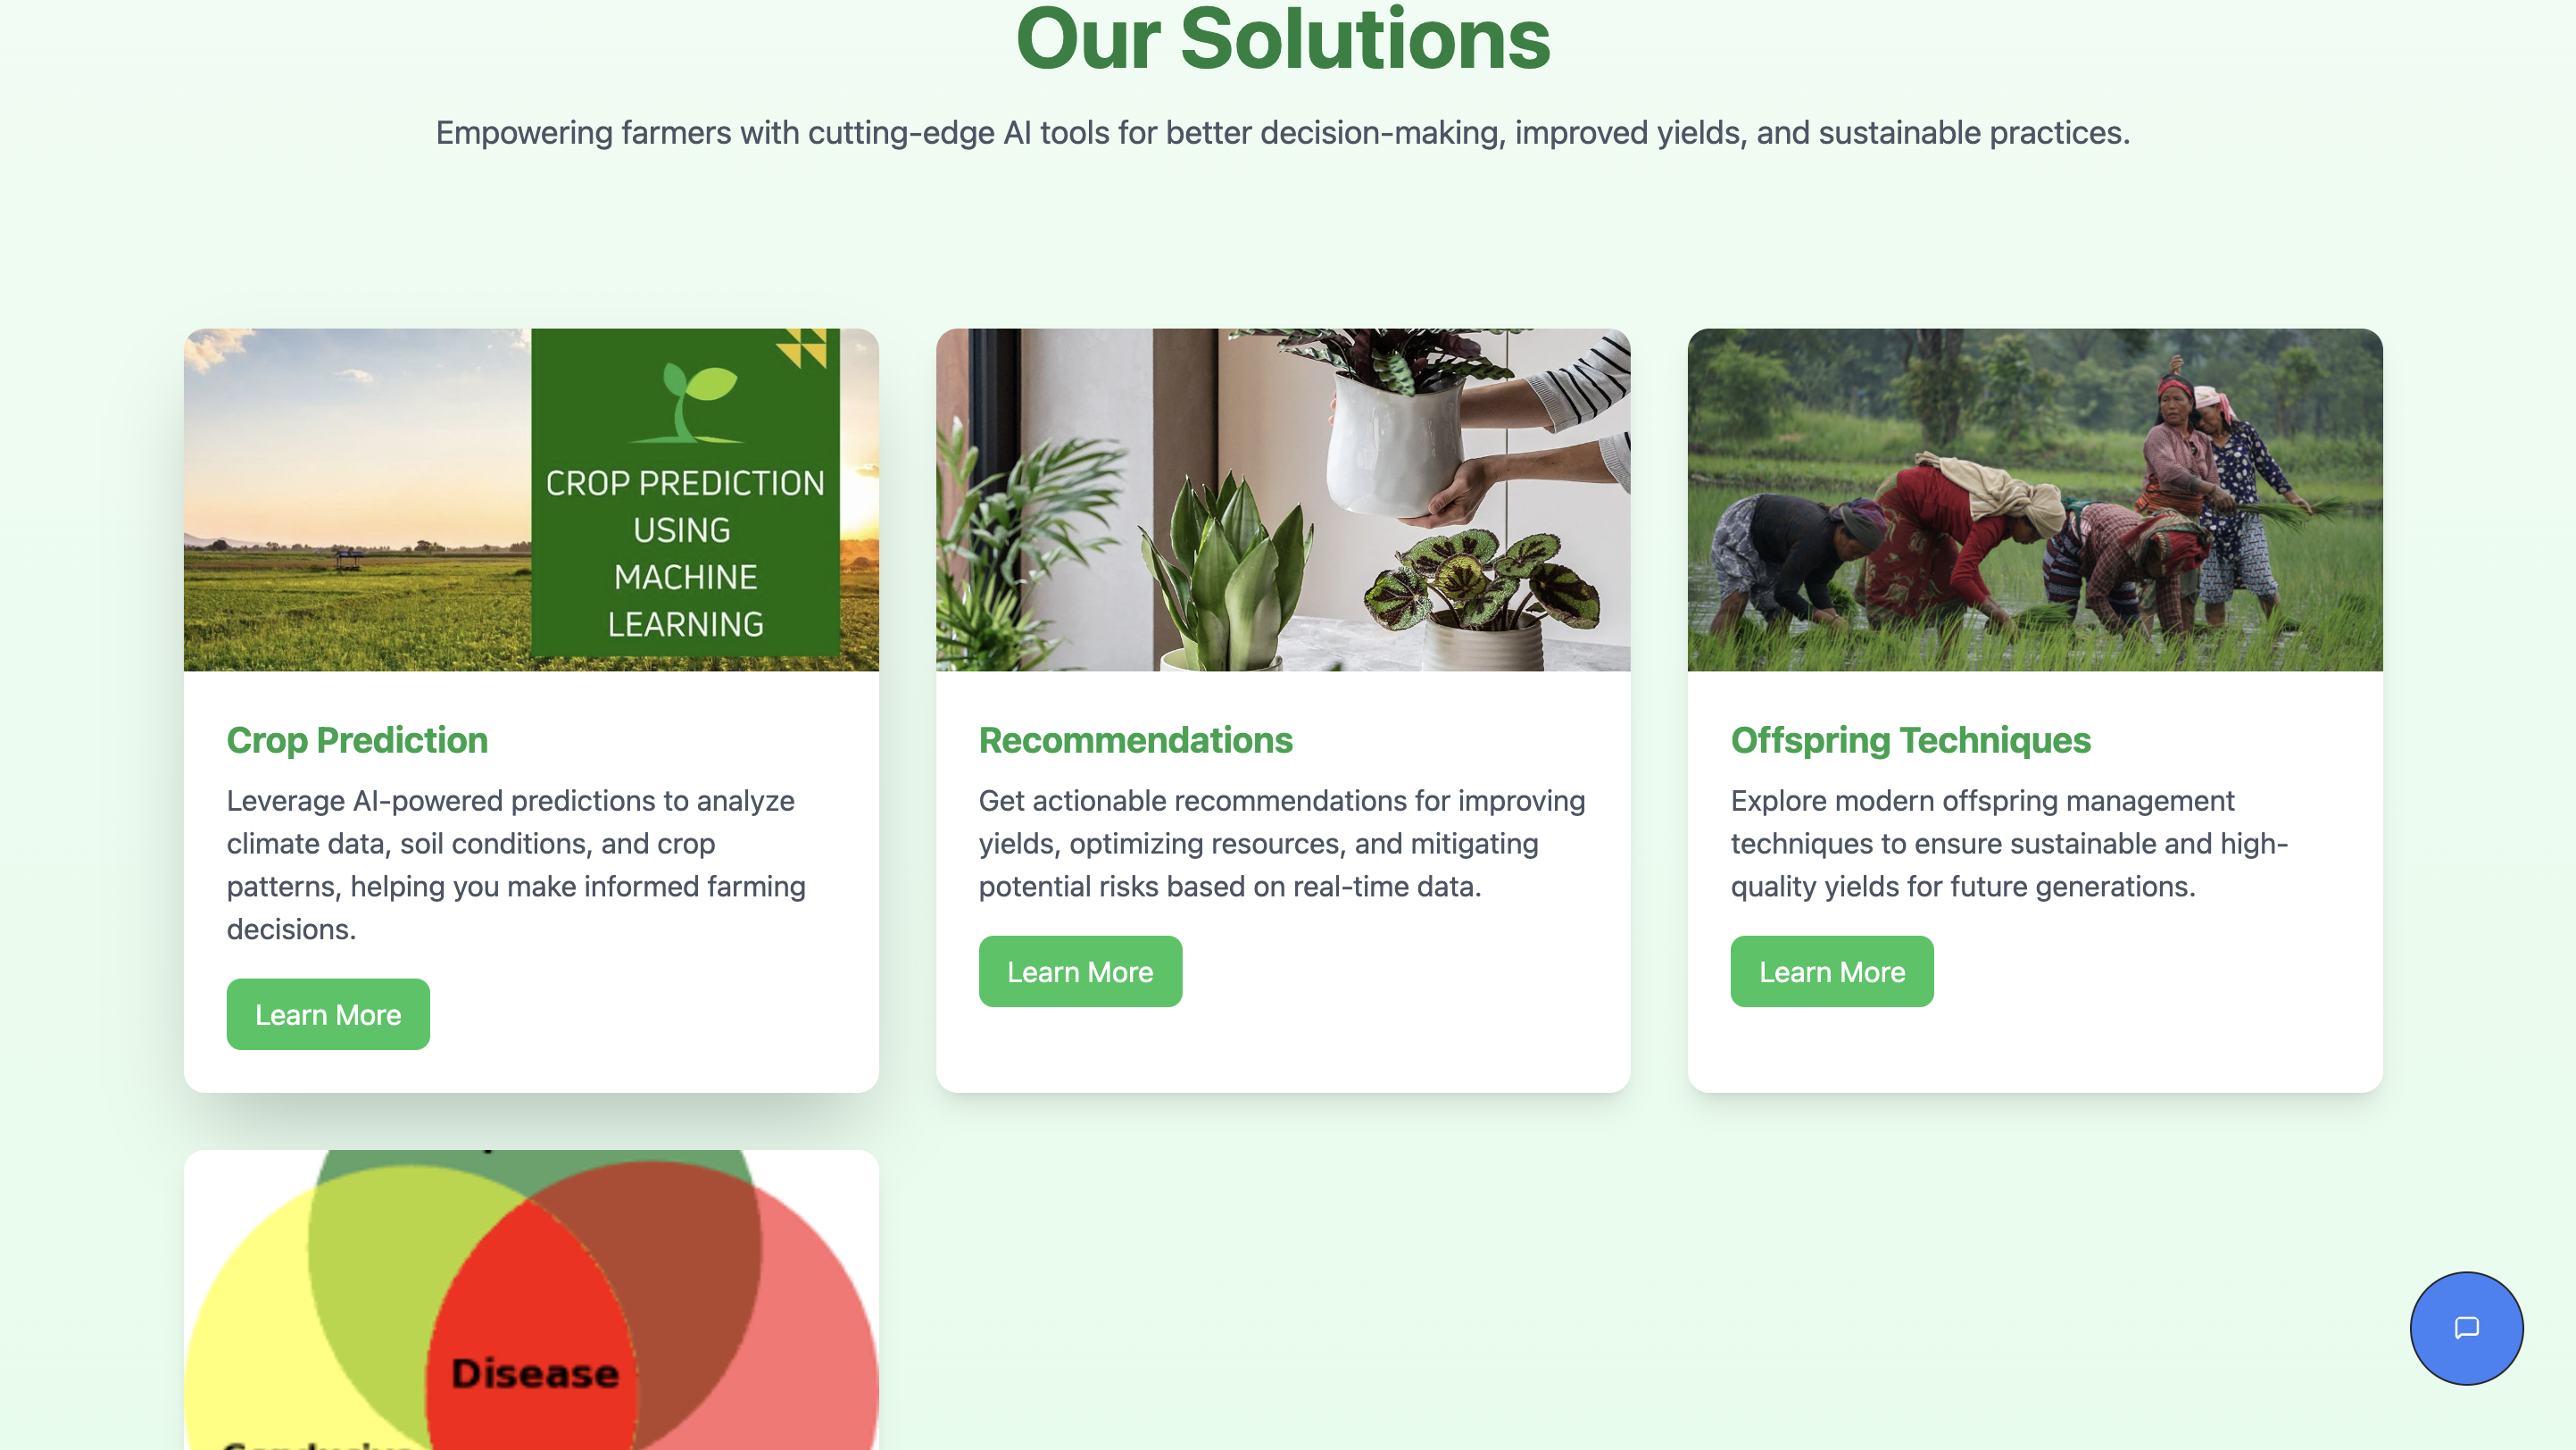 Our Solutions
Empowering farmers with cutting-edge AI tools for better decision-making, improved yields, and sustainable practices.
CROP PREDICTION
USING
MACHINE
LEARNING
Crop Prediction
Leverage AI-powered predictions to analyze
climate data, soil conditions, and crop
patterns, helping you make informed farming
decisions.
Learn More
Recommendations
Get actionable recommendations for improving
yields, optimizing resources, and mitigating
potential risks based on real-time data.
Learn More
Offspring Techniques
Explore modern offspring management
techniques to ensure sustainable and high-
quality yields for future generations.
Learn More
Disease